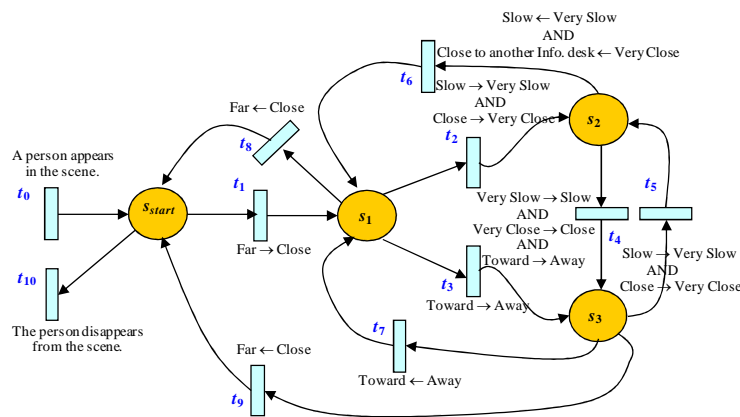 Slow ← Very Slow
AND
Close to another Info. desk ← Very Close
t6
Slow → Very Slow
AND
Close → Very Close
s2
Far ← Close
t8
t2
A person appears
in the scene.
t0
sstart
t1
s1
Very Slow → Slow
AND
Very Close → Close
AND
Toward → Away
t5
t4
Far → Close
t10
t3
Toward → Away
Slow → Very Slow
AND
Close → Very Close
s3
The person disappears
from the scene.
t7
Far ← Close
Toward ← Away
t9